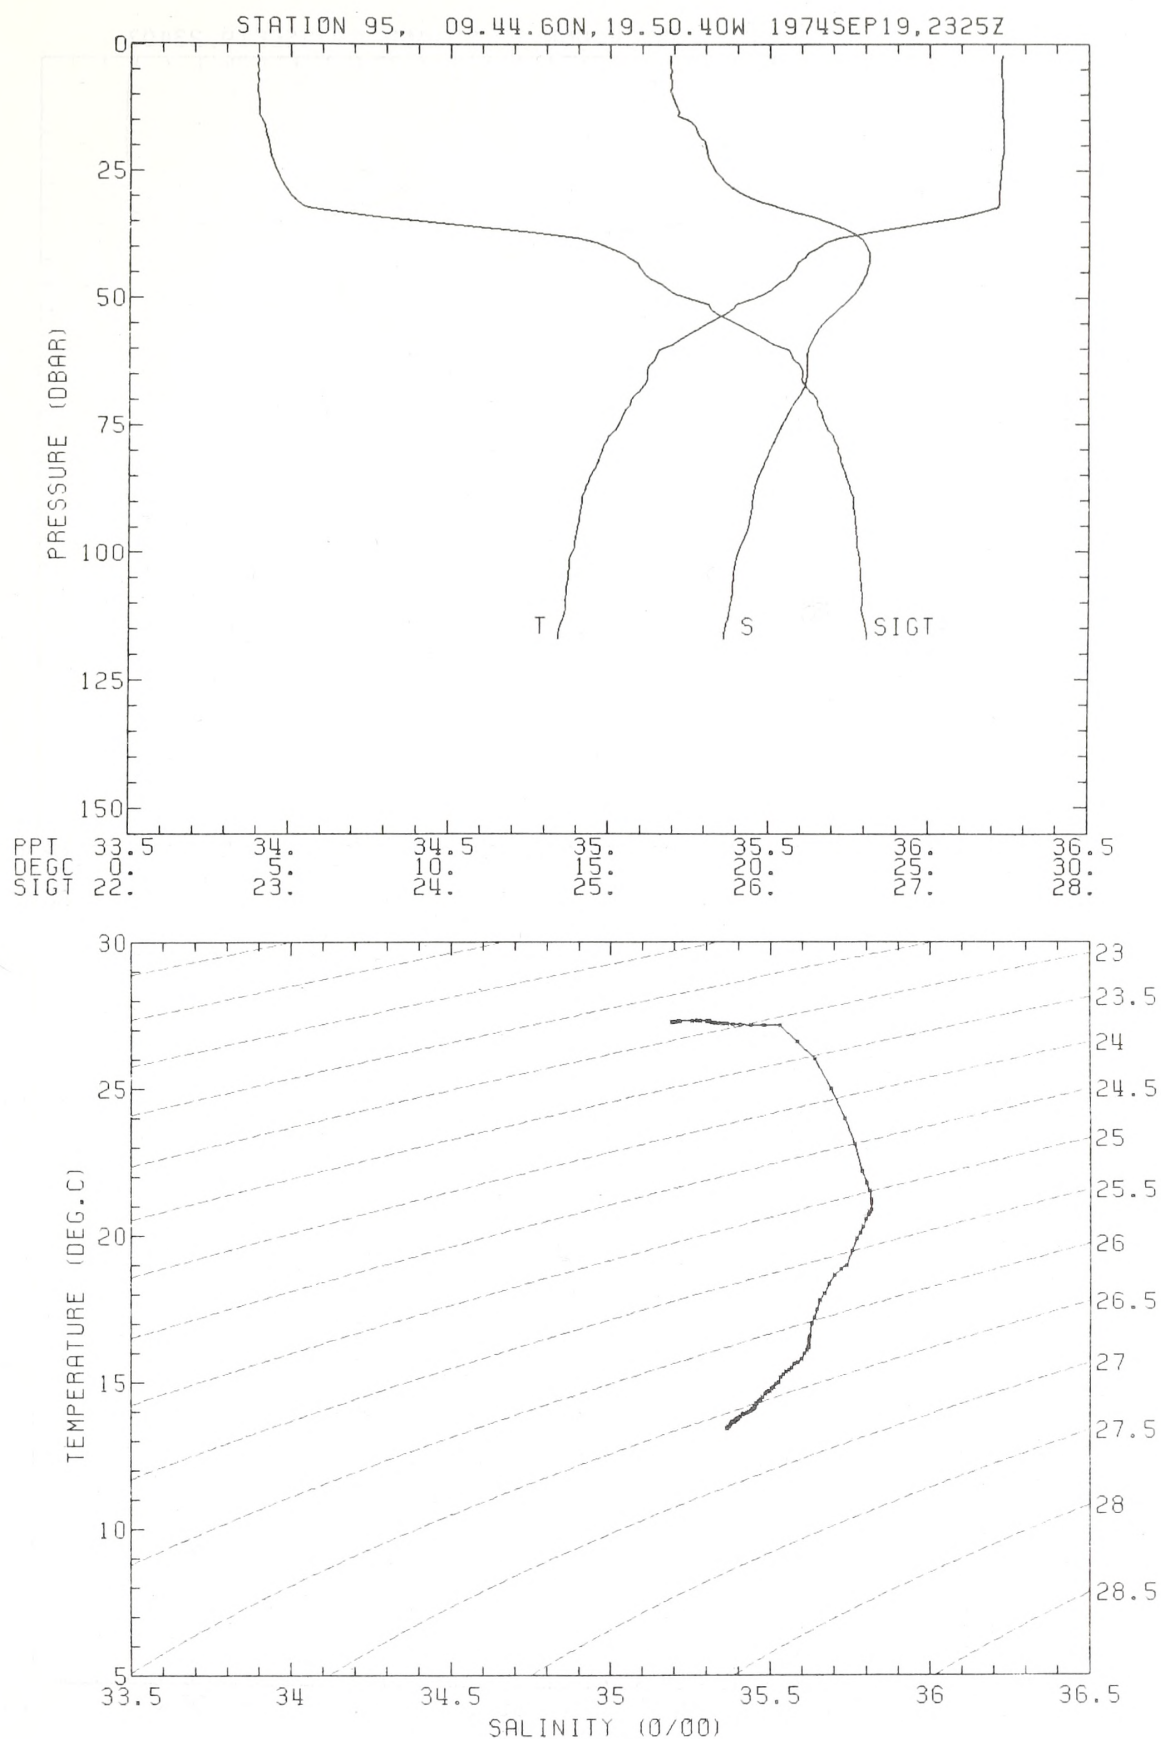 STATION 95, 09.44.60N,19.50.40W 1974SEP19,2325Z
0
25
50
75
100
125
150
PRESSURE (DBAR)
T
S
SIGT
PPT 33.5 34. 34.5 35. 35.5 36. 36.5
DEGC 0. 5. 10. 15. 20. 25. 30.
SIGT 22. 23. 24. 25. 26. 27. 28.
30
25
20
15
10
5
TEMPERATURE (DEG.C)
23
23.5
24
24.5
25
25.5
26
26.5
27
27.5
28
28.5
33.5 34 34.5 35 35.5 36 36.5
SALINITY (0/00)